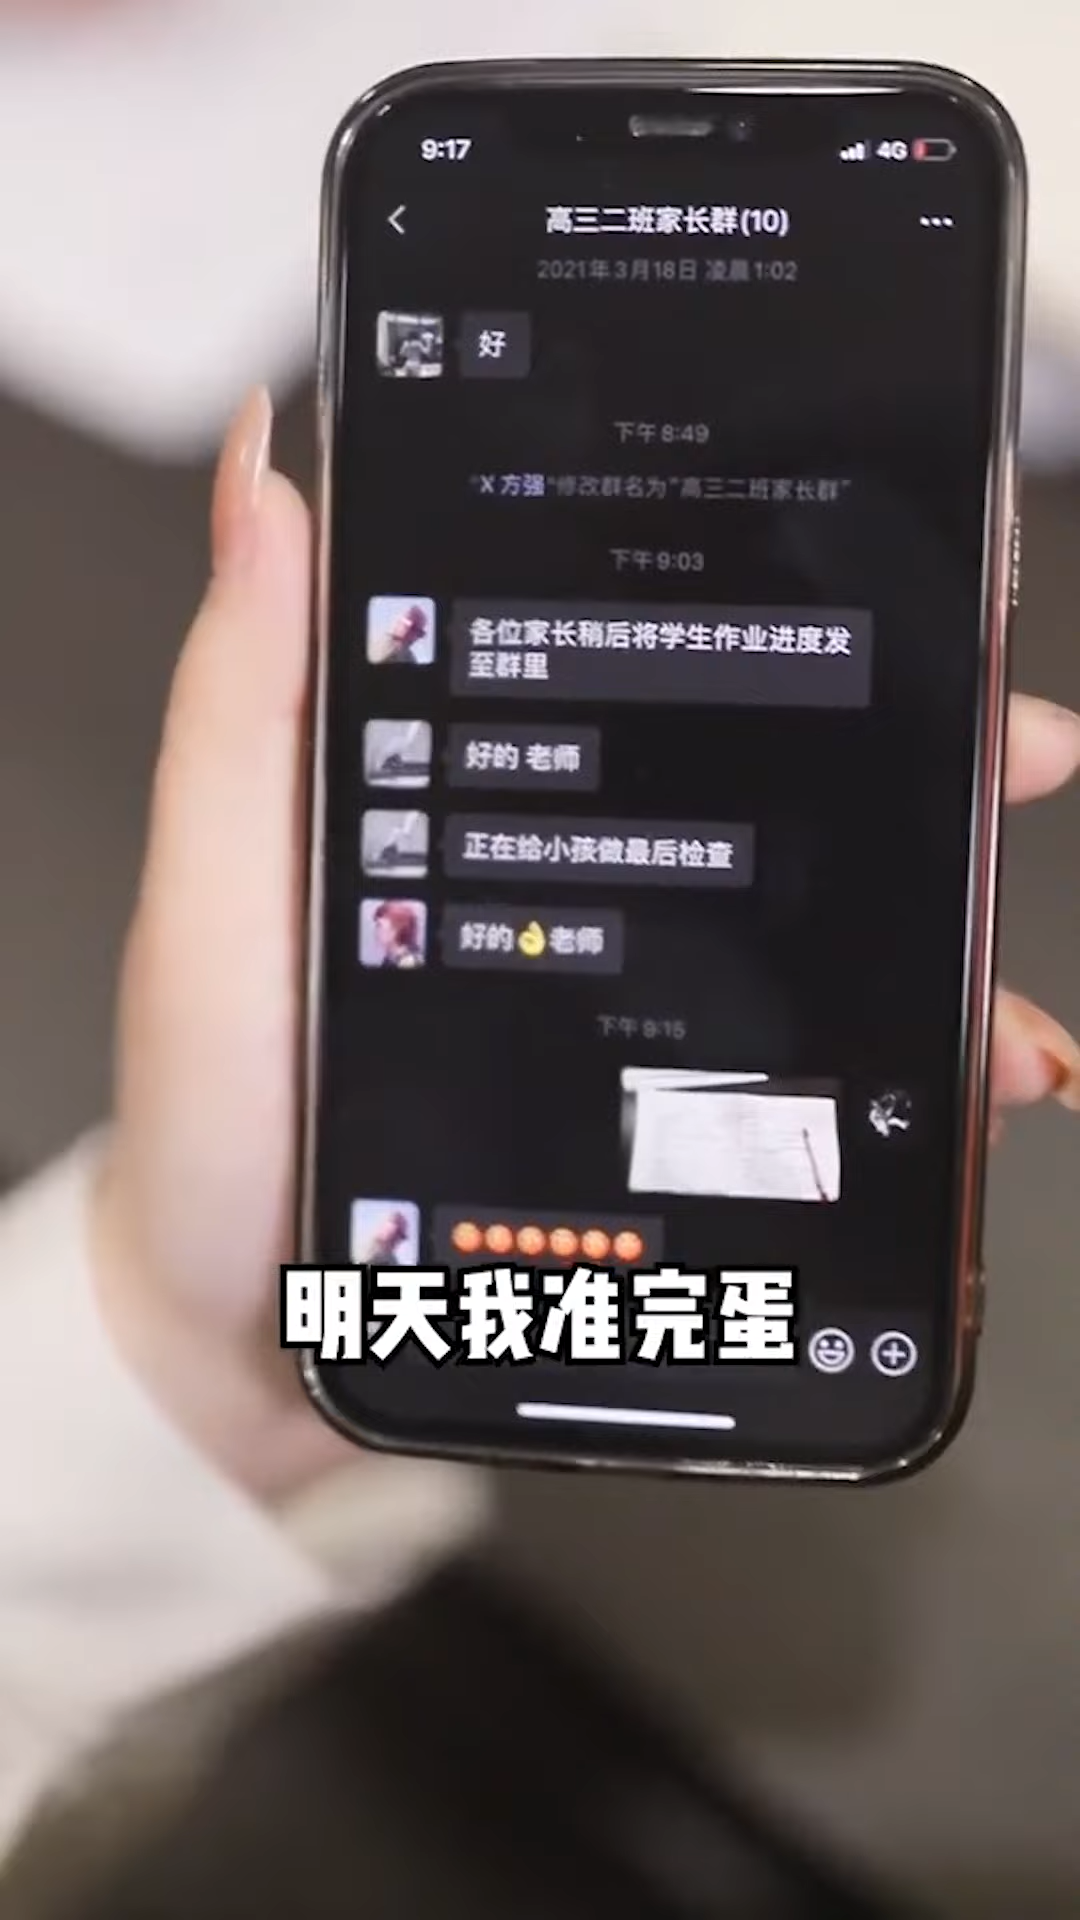 9:17
4G
高三二班家长群(10)
2021年3月18日 凌晨1:02
好
下午8:49
"X 方强"修改群名为"高三二班家长群"
下午9:03
各位家长稍后将学生作业进度发
至群里
好的 老师
正在给小孩做最后检查
好的👌老师
下午9:15
😡😡😡😡😡😡
明天我准完蛋